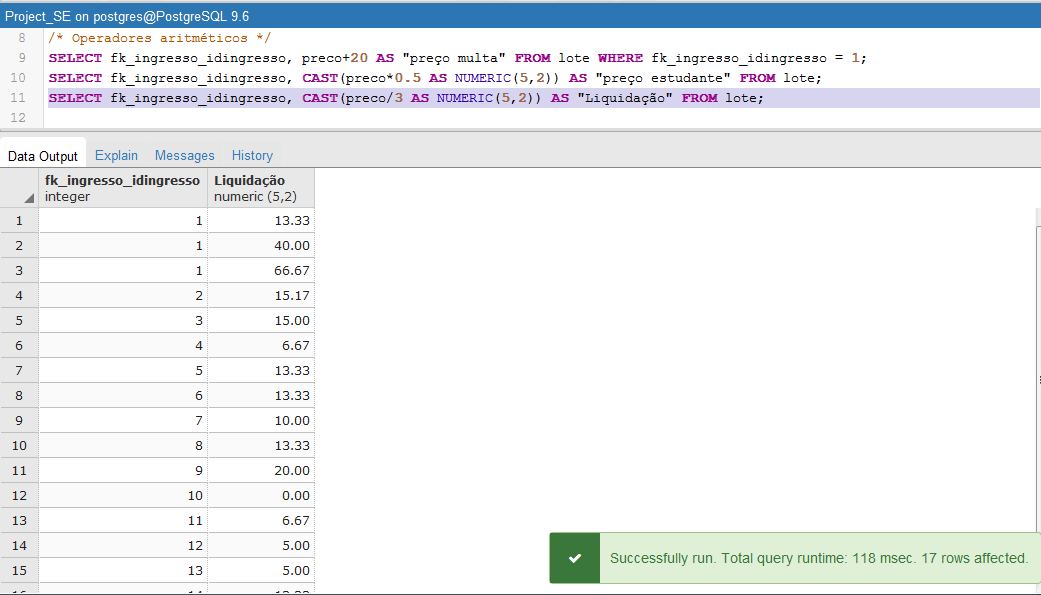 Project_SE on postgres@PostgreSQL 9.6
8 /* Operadores aritméticos */
9 SELECT fk_ingresso_idingresso, preco+20 AS "preço multa" FROM lote WHERE fk_ingresso_idingresso = 1;
10 SELECT fk_ingresso_idingresso, CAST(preco*0.5 AS NUMERIC(5,2)) AS "preço estudante" FROM lote;
11 SELECT fk_ingresso_idingresso, CAST(preco/3 AS NUMERIC(5,2)) AS "Liquidação" FROM lote;
12
Data Output Explain Messages History
fk_ingresso_idingresso Liquidação
integer numeric (5,2)
1 1 13.33
2 1 40.00
3 1 66.67
4 2 15.17
5 3 15.00
6 4 6.67
7 5 13.33
8 6 13.33
9 7 10.00
10 8 13.33
11 9 20.00
12 10 0.00
13 11 6.67
14 12 5.00
15 13 5.00
Successfully run. Total query runtime: 118 msec. 17 rows affected.